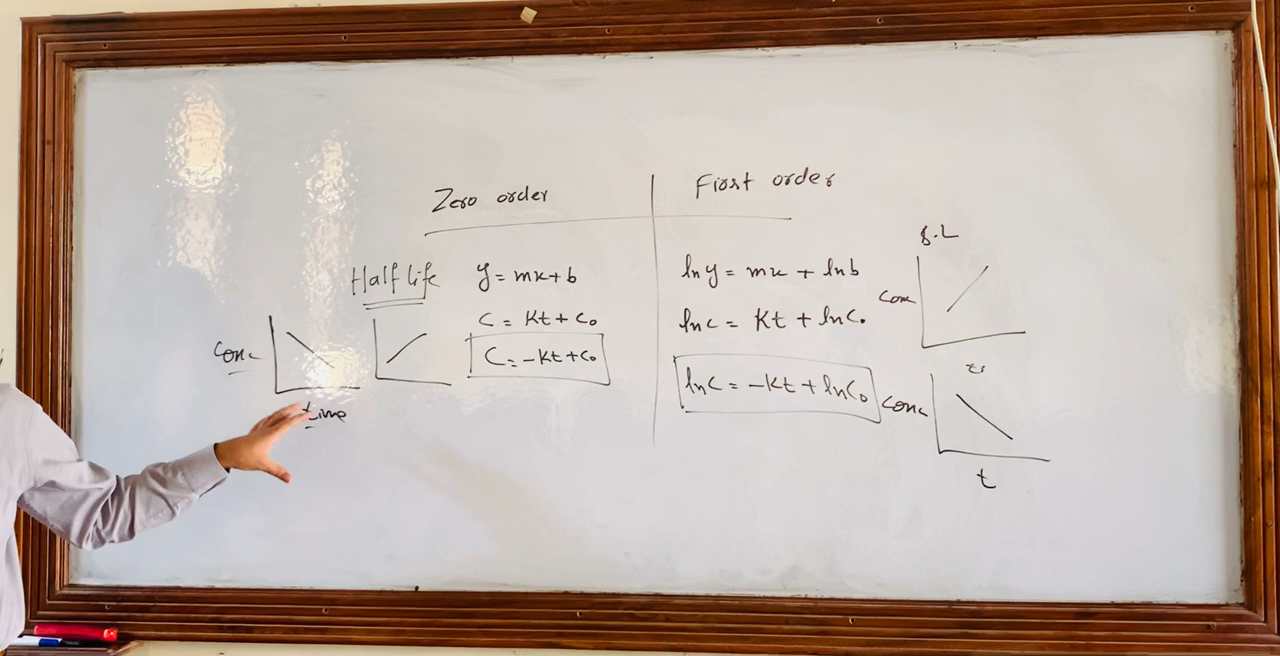 Zero order
First order
Half life
y = mx + b
C = Kt + C₀
C = -Kt + C₀
Conc
time
ln y = mx + ln b
ln C = Kt + ln C₀
ln C = -Kt + ln C₀
S.L
Conc
Conc
t